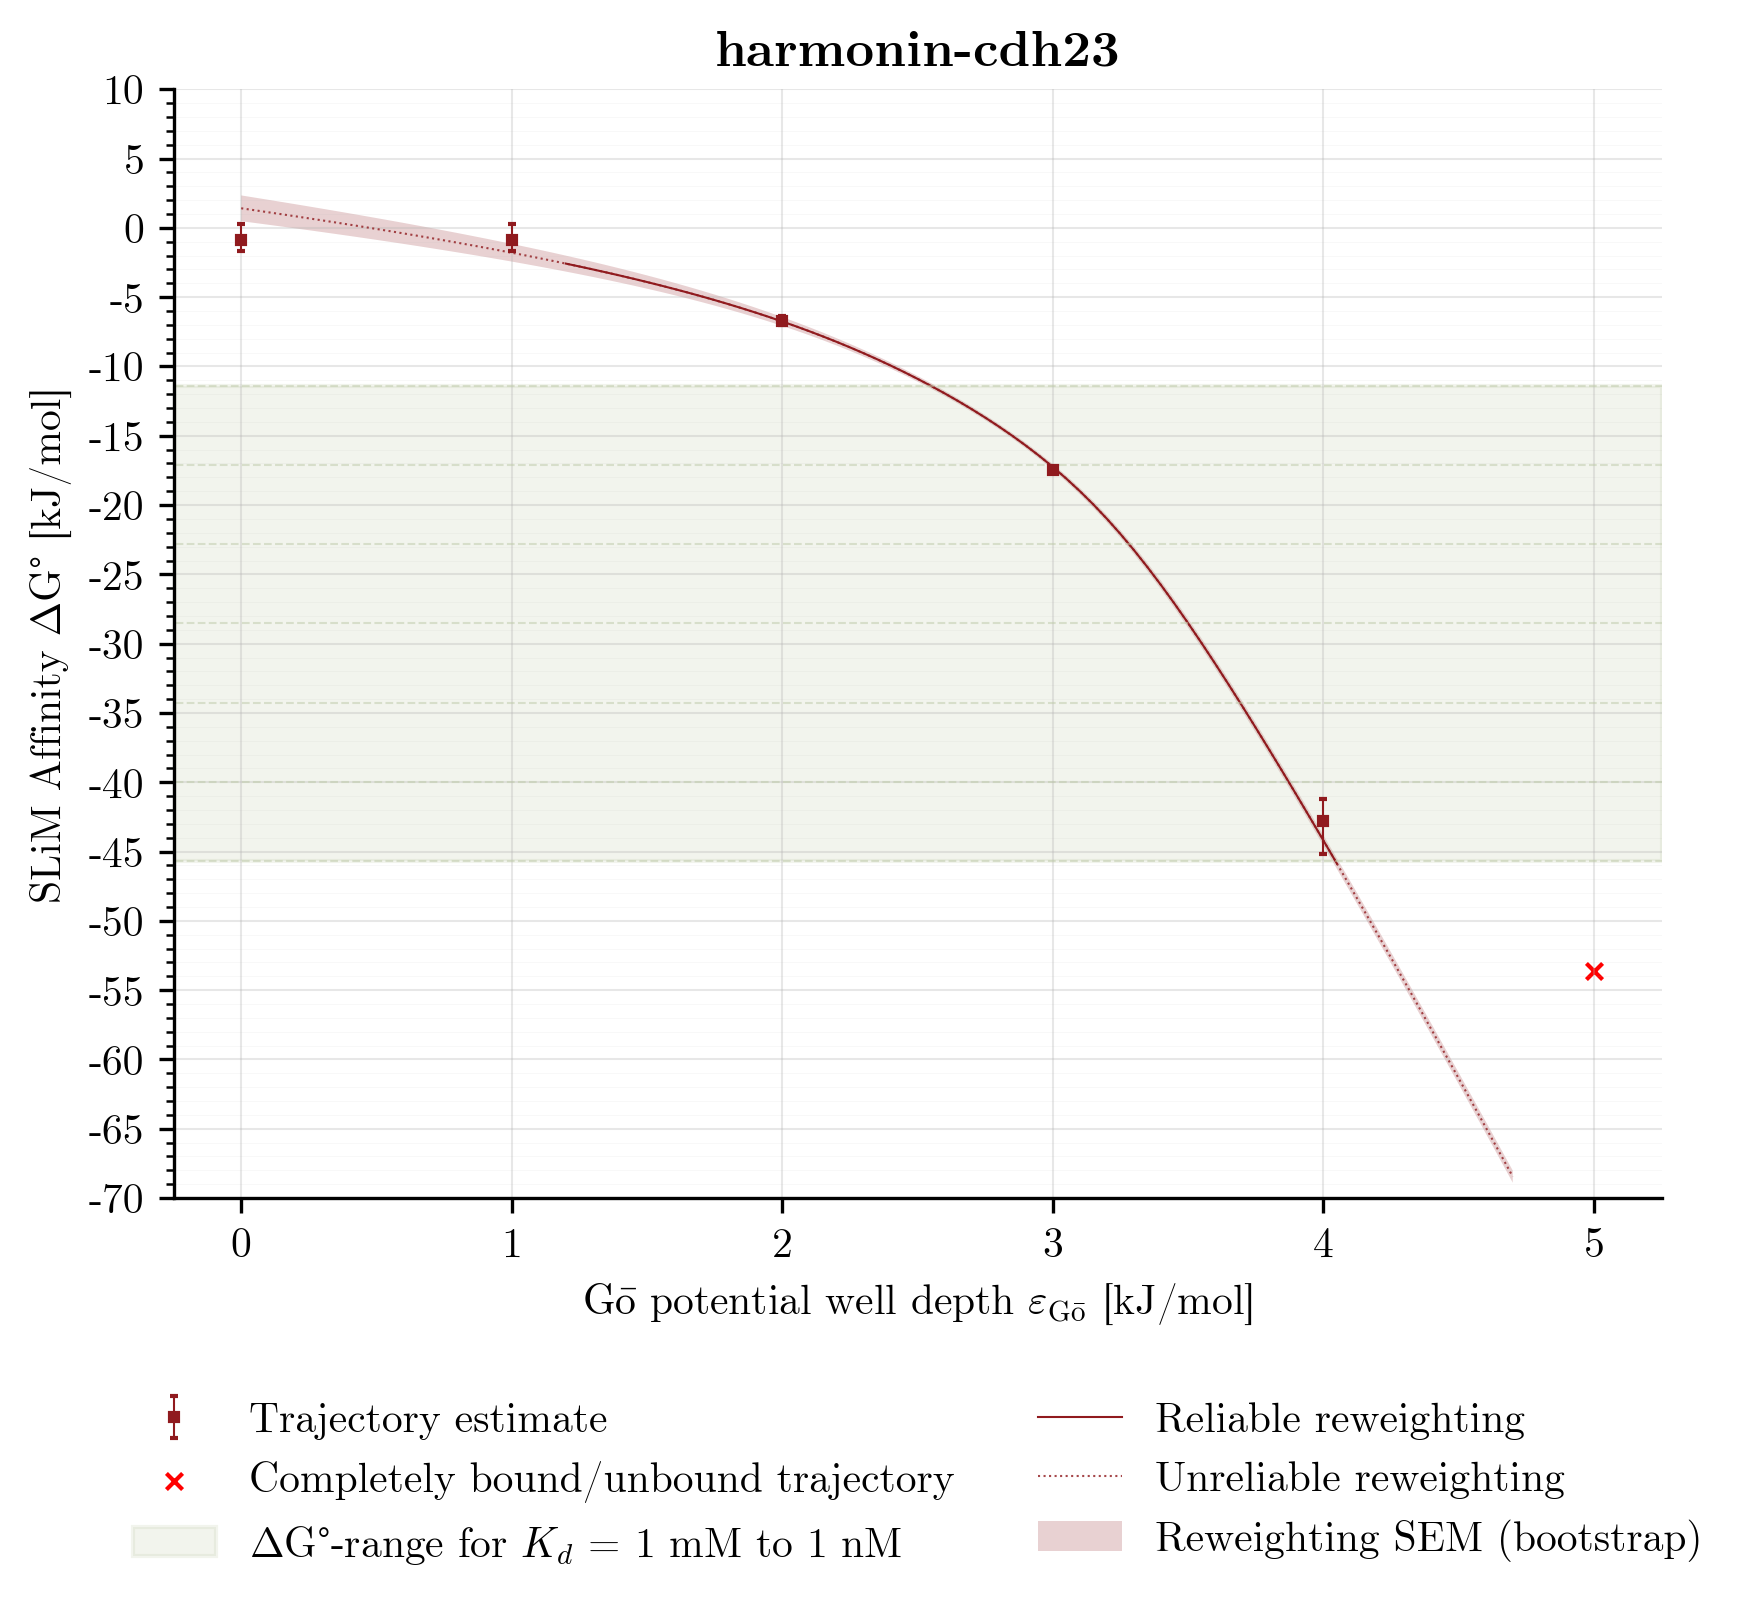 harmonin-cdh23
10
5
0
-5
-10
-15
-20
-25
-30
-35
-40
-45
-50
-55
-60
-65
-70
SLiM Affinity ΔG° [kJ/mol]
0 1 2 3 4 5
Gō potential well depth ε_Gō [kJ/mol]
Trajectory estimate
Completely bound/unbound trajectory
ΔG°-range for K_d = 1 mM to 1 nM
Reliable reweighting
Unreliable reweighting
Reweighting SEM (bootstrap)